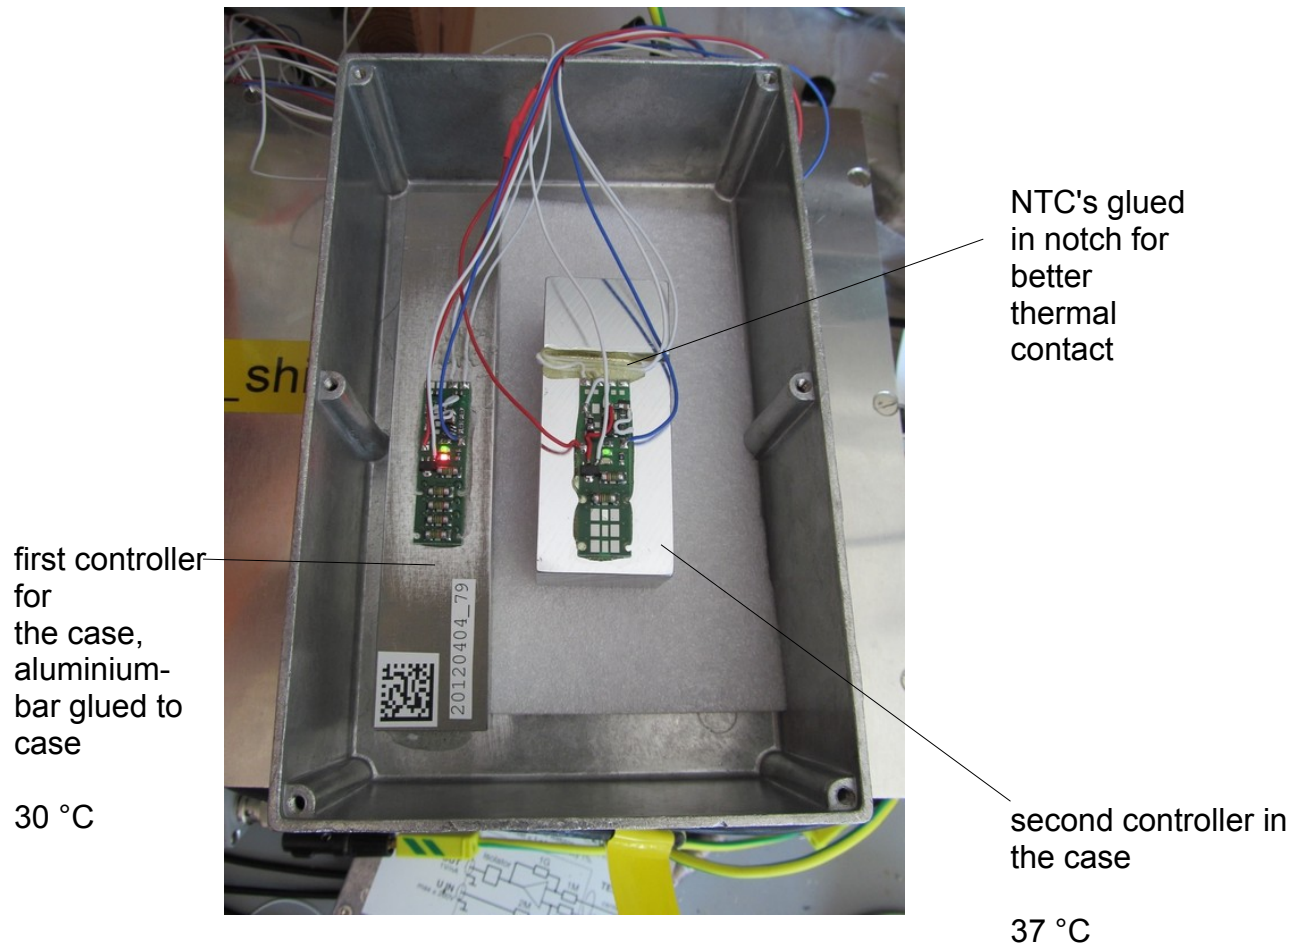 NTC's glued
in notch for
better
thermal
contact
_shi
first controller
for
the case,
aluminium-
bar glued to
case
30 °C
20120404_79
second controller in
the case
37 °C
U IN